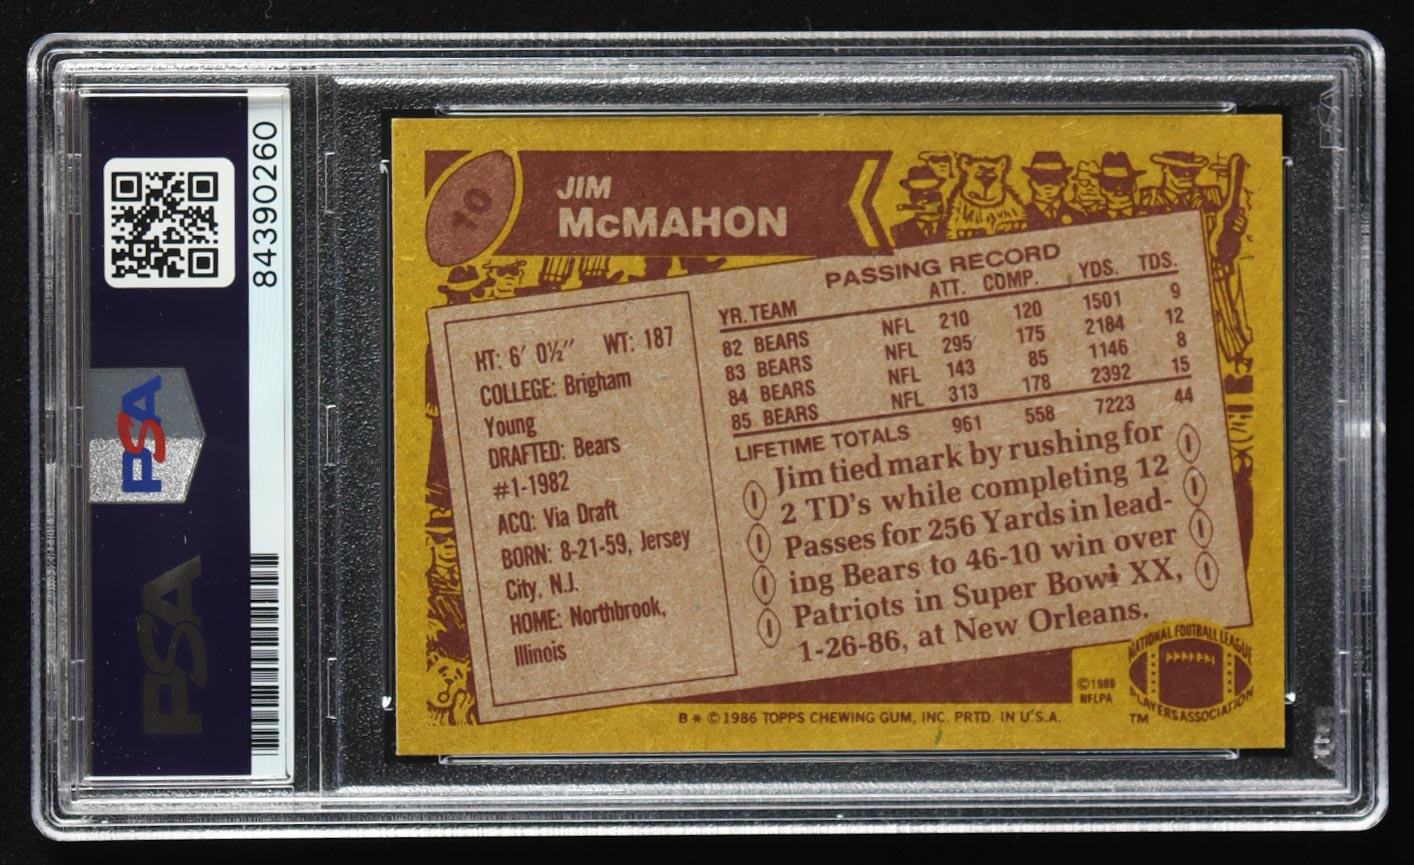 84390260
PSA
PSA
10
JIM
McMAHON
HT: 6′ 0½″ WT: 187
COLLEGE: Brigham
Young
DRAFTED: Bears
#1-1982
ACQ: Via Draft
BORN: 8-21-59, Jersey
City, N.J.
HOME: Northbrook,
Illinois
PASSING RECORD
YR. TEAM ATT. COMP. YDS. TDS.
82 BEARS NFL 210 120 1501 9
83 BEARS NFL 295 175 2184 12
84 BEARS NFL 143 85 1146 8
85 BEARS NFL 313 178 2392 15
LIFETIME TOTALS 961 558 7223 44
Jim tied mark by rushing for
2 TD's while completing 12
Passes for 256 Yards in lead-
ing Bears to 46-10 win over
Patriots in Super Bowl XX,
1-26-86, at New Orleans.
©1986
NFLPA
NATIONAL FOOTBALL LEAGUE
PLAYERS ASSOCIATION
TM
B * © 1986 TOPPS CHEWING GUM, INC. PRTD. IN U.S.A.